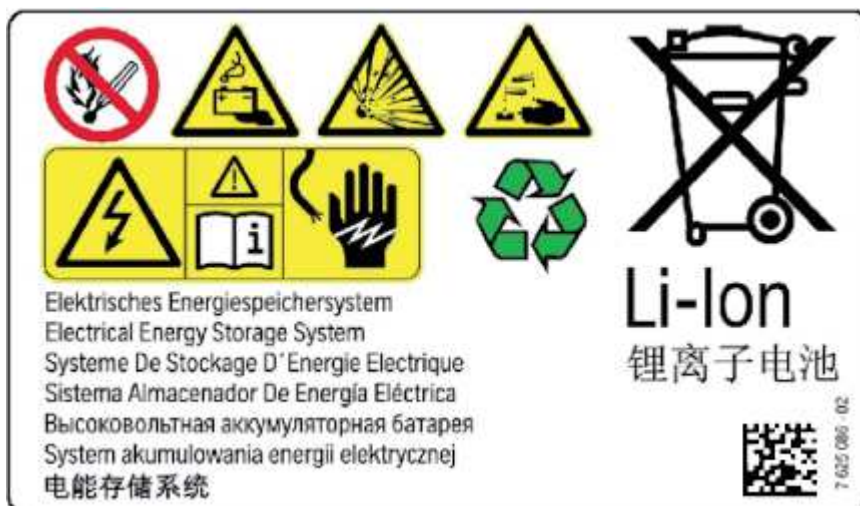 Elektrisches Energiespeichersystem
Electrical Energy Storage System
Systeme De Stockage D´Energie Electrique
Sistema Almacenador De Energía Eléctrica
Высоковольтная аккумуляторная батарея
System akumulowania energii elektrycznej
电能存储系统
Li-Ion
锂离子电池
7 625 086 - 02